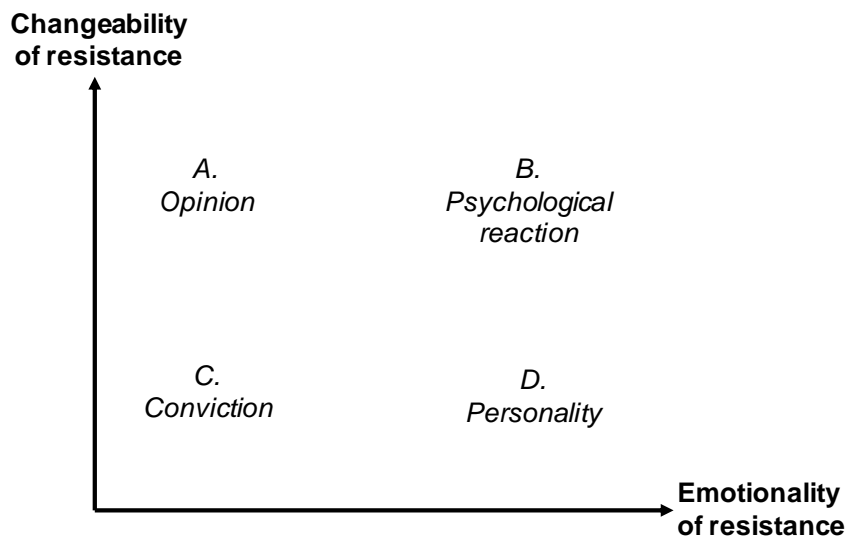 Changeability
of resistance
A.
Opinion
B.
Psychological
reaction
C.
Conviction
D.
Personality
Emotionality
of resistance